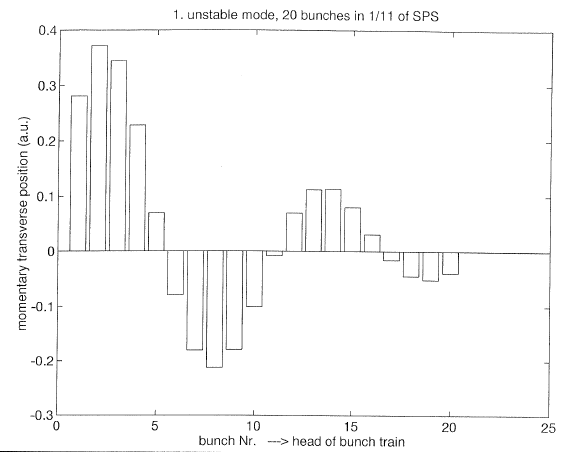 1. unstable mode, 20 bunches in 1/11 of SPS
momentary transverse position (a.u.)
0.4
0.3
0.2
0.1
0
-0.1
-0.2
-0.3
0 5 10 15 20 25
bunch Nr. ---> head of bunch train